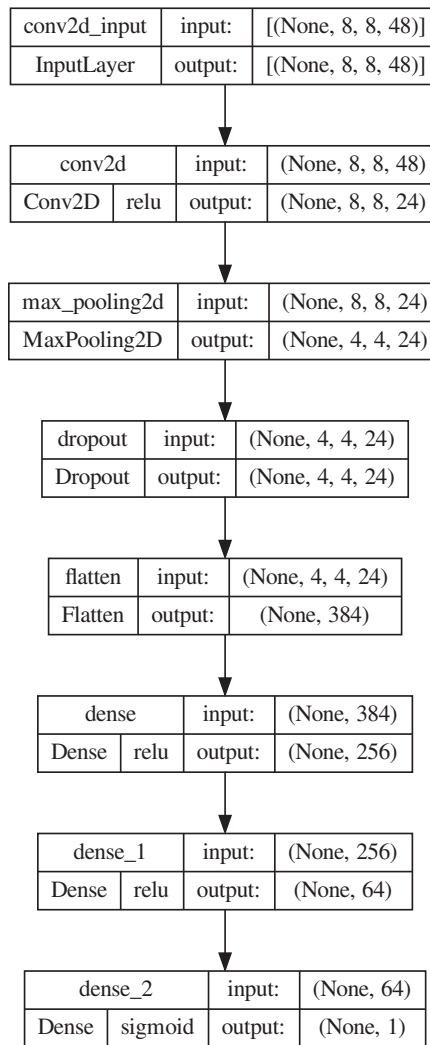 conv2d_input input: [(None, 8, 8, 48)]
InputLayer output: [(None, 8, 8, 48)]
conv2d input: (None, 8, 8, 48)
Conv2D relu output: (None, 8, 8, 24)
max_pooling2d input: (None, 8, 8, 24)
MaxPooling2D output: (None, 4, 4, 24)
dropout input: (None, 4, 4, 24)
Dropout output: (None, 4, 4, 24)
flatten input: (None, 4, 4, 24)
Flatten output: (None, 384)
dense input: (None, 384)
Dense relu output: (None, 256)
dense_1 input: (None, 256)
Dense relu output: (None, 64)
dense_2 input: (None, 64)
Dense sigmoid output: (None, 1)